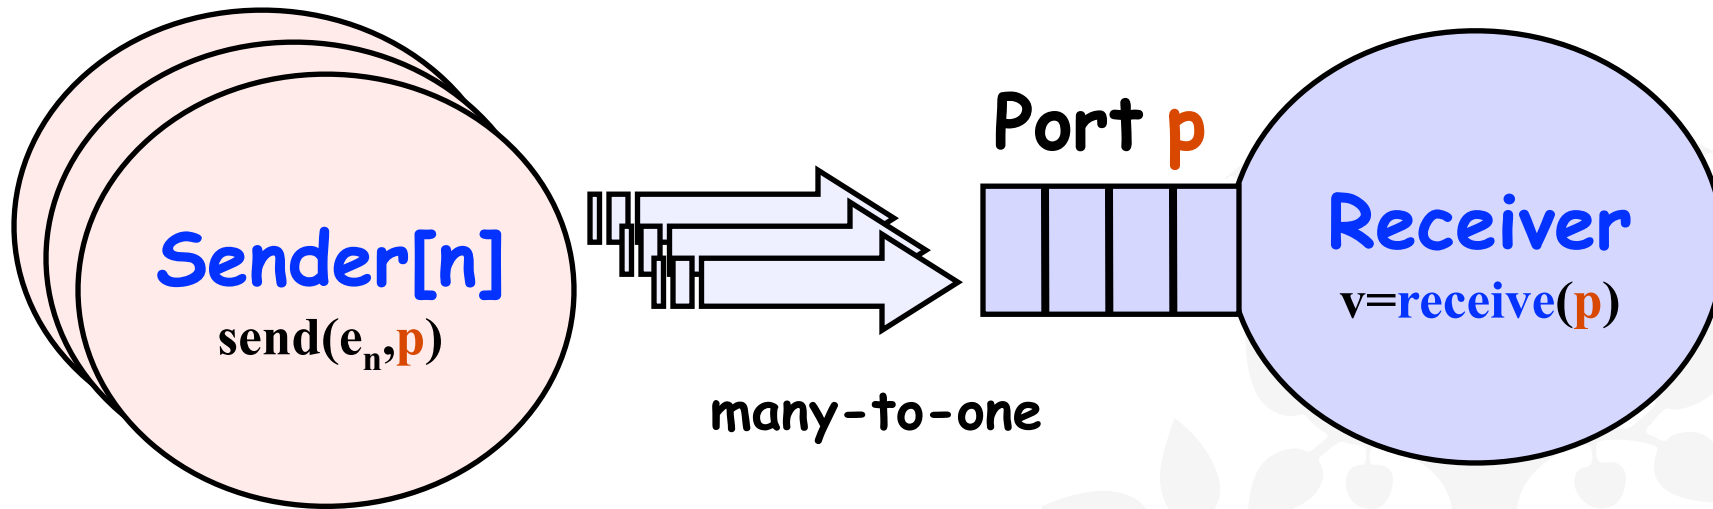 Sender[n]
send(eₙ,p)
many-to-one
Port p
Receiver
v=receive(p)